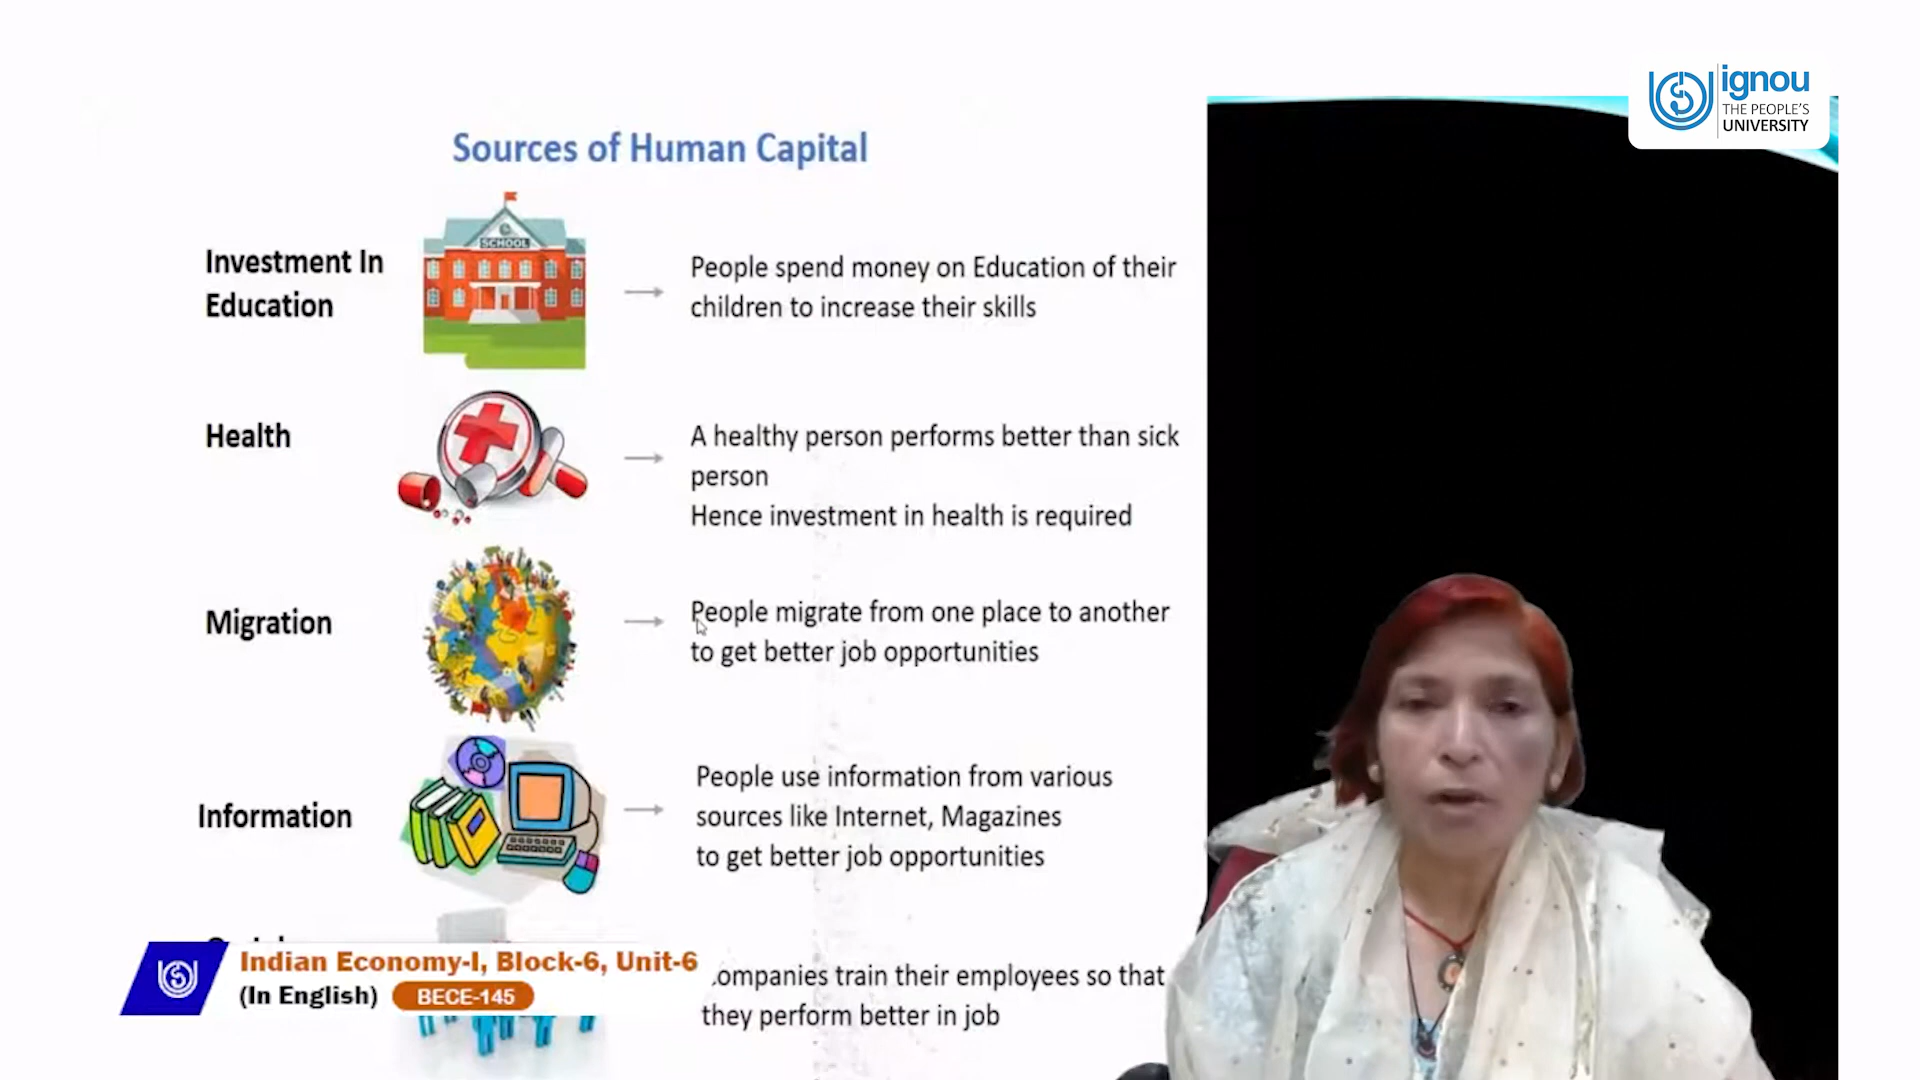 ignou
THE PEOPLE'S
UNIVERSITY
Sources of Human Capital
SCHOOL
Investment In
Education
People spend money on Education of their
children to increase their skills
Health
A healthy person performs better than sick
person
Hence investment in health is required
Migration
People migrate from one place to another
to get better job opportunities
Information
People use information from various
sources like Internet, Magazines
to get better job opportunities
Indian Economy-I, Block-6, Unit-6
(In English) BECE-145
ompanies train their employees so that
they perform better in job